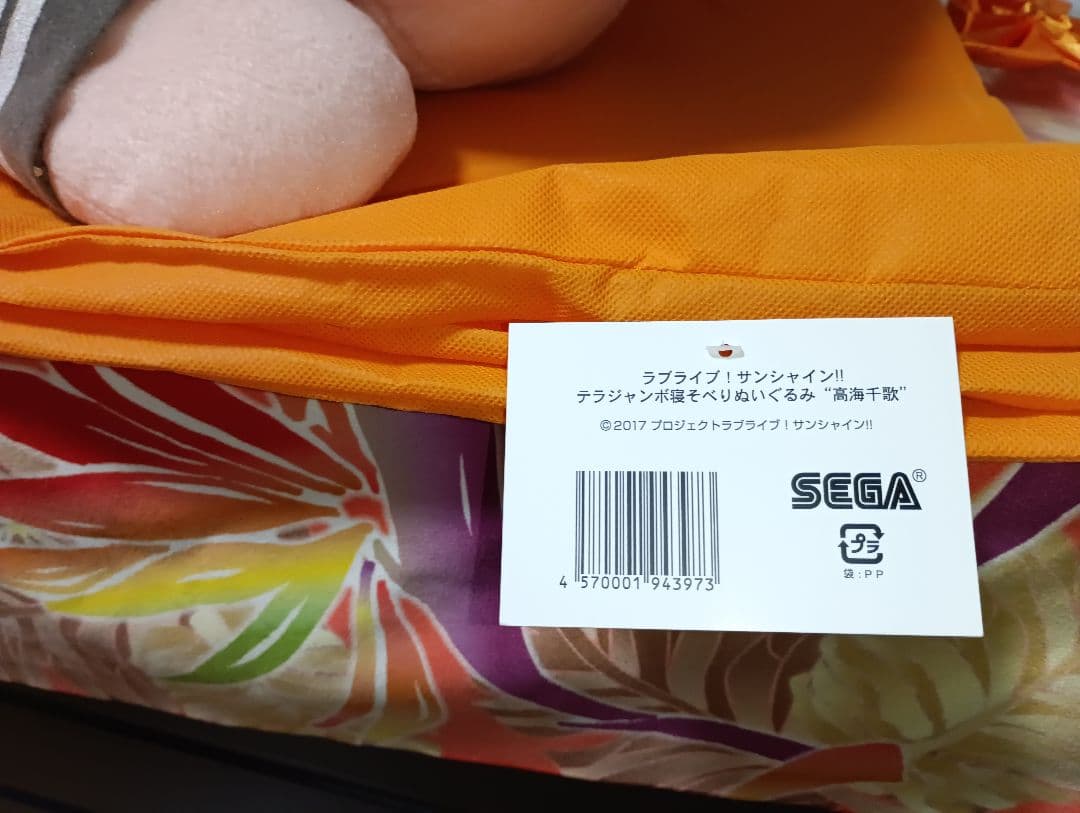 ラブライブ！サンシャイン!!
テラジャンボ寝そべりぬいぐるみ “高海千歌”
©2017 プロジェクトラブライブ！サンシャイン!!
4 570001 943973
SEGA®
プラ
袋：PP